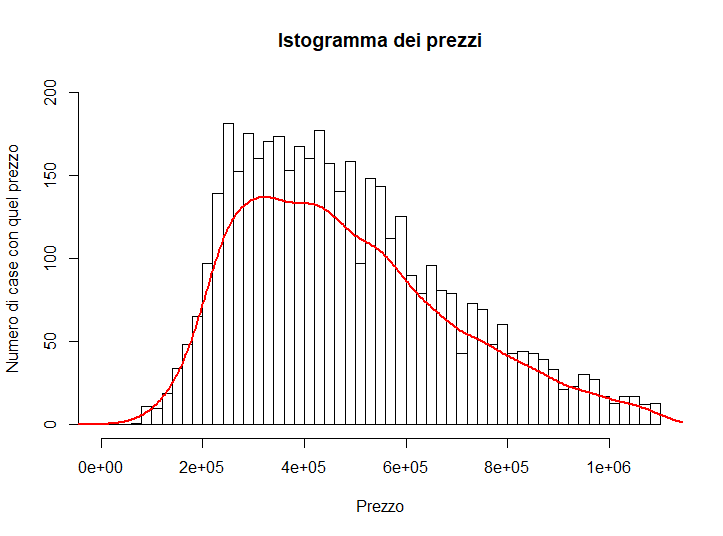 Istogramma dei prezzi
Numero di case con quel prezzo
200
150
100
50
0
0e+00 2e+05 4e+05 6e+05 8e+05 1e+06
Prezzo